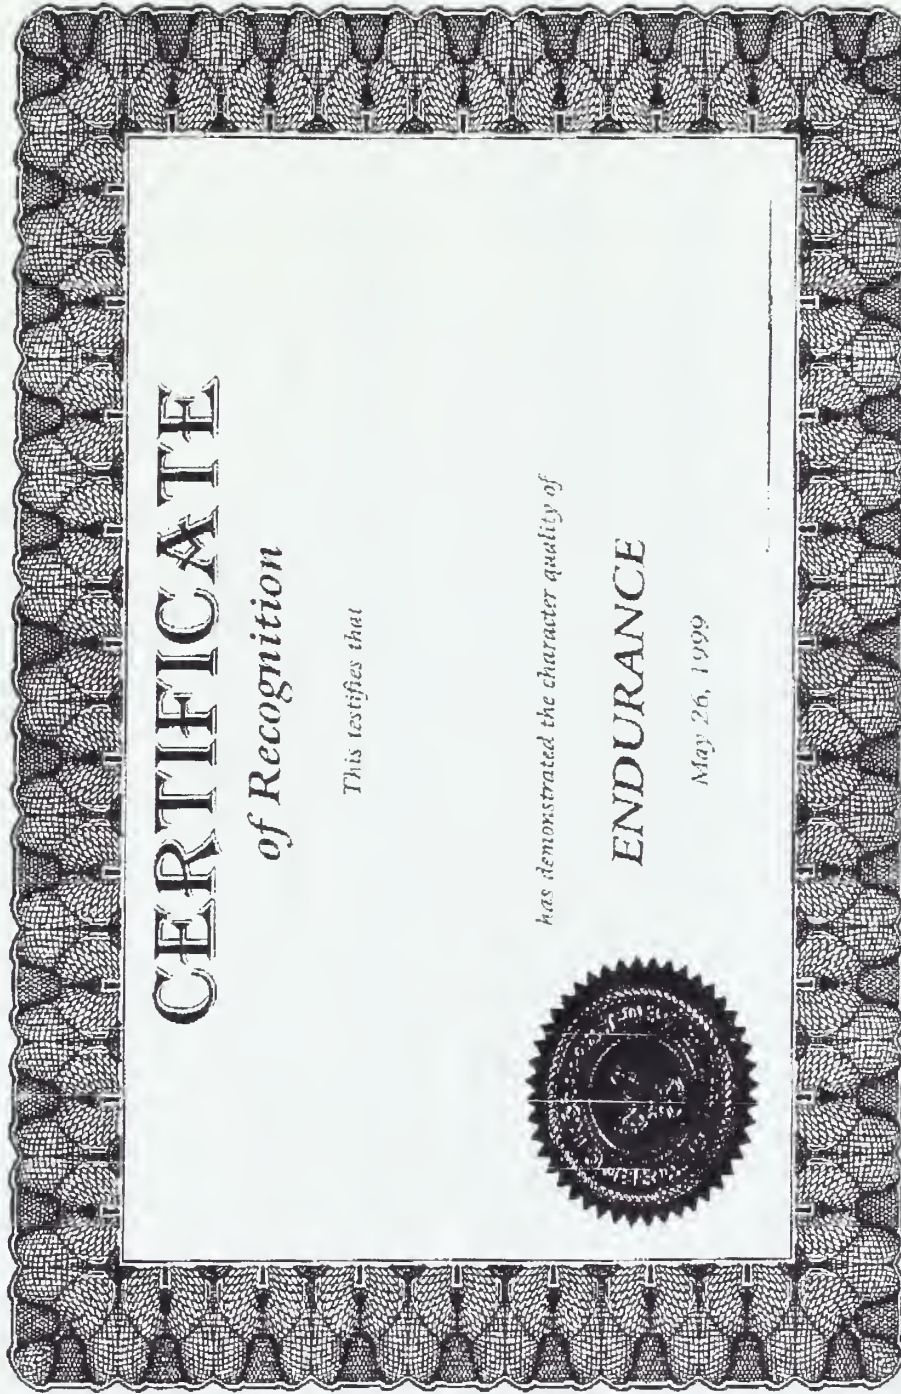 CERTIFICATE
of Recognition
This testifies that
has demonstrated the character quality of
ENDURANCE
May 26, 1999